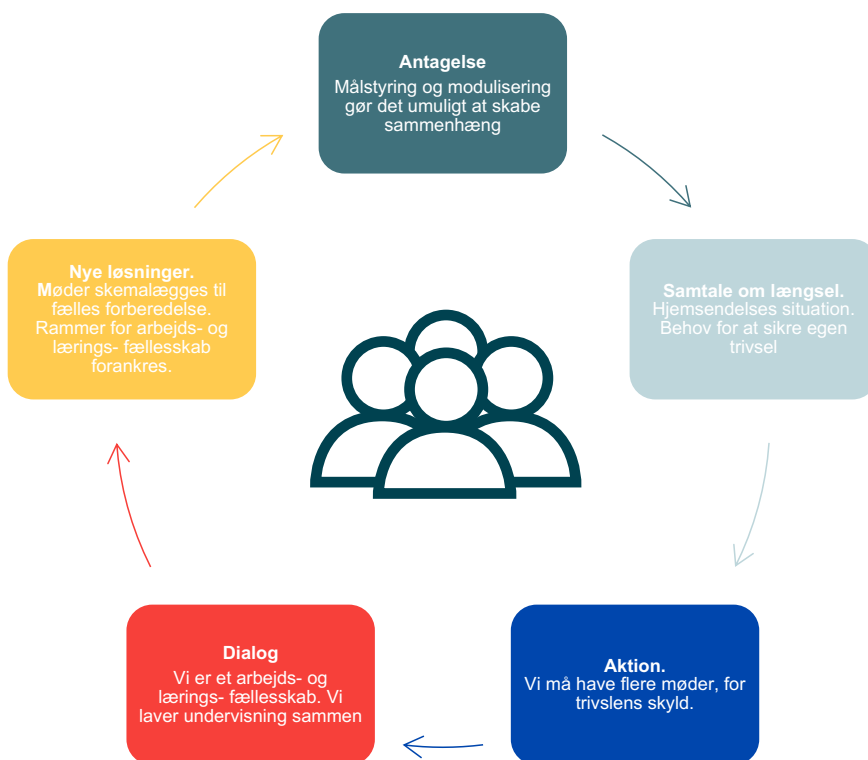 Antagelse
Målstyring og modulisering
gør det umuligt at skabe
sammenhæng
Samtale om længsel.
Hjemsendelses situation.
Behov for at sikre egen
trivsel
Aktion.
Vi må have flere møder, for
trivslens skyld.
Dialog
Vi er et arbejds- og
lærings- fællesskab. Vi
laver undervisning sammen
Nye løsninger.
Møder skemalægges til
fælles forberedelse.
Rammer for arbejds- og
lærings- fællesskab
forankres.